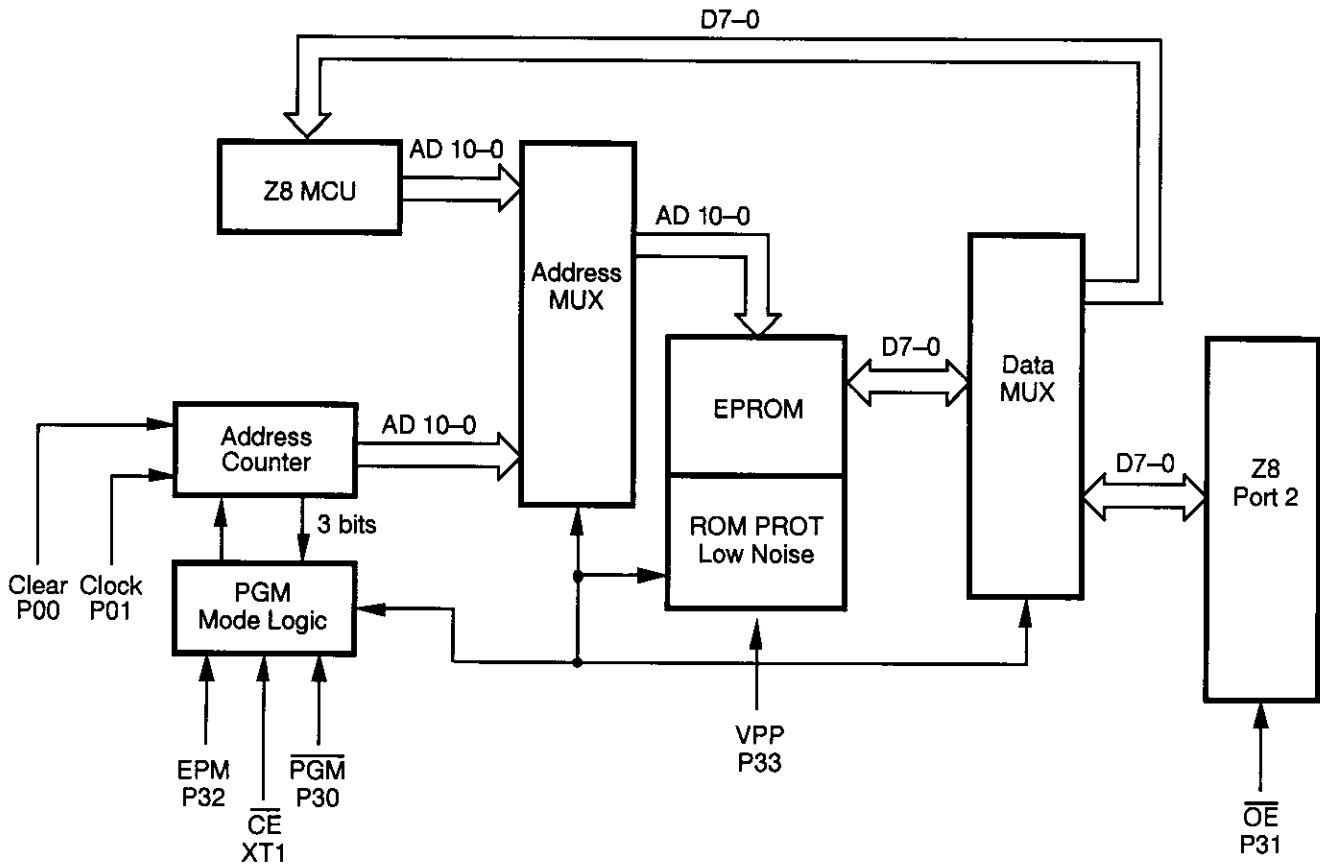 D7–0
Z8 MCU
AD 10–0
Address
MUX
AD 10–0
EPROM
ROM PROT
Low Noise
D7–0
Data
MUX
D7–0
Z8
Port 2
Address
Counter
AD 10–0
3 bits
Clear
P00
Clock
P01
PGM
Mode Logic
EPM
P32
CE
XT1
PGM
P30
VPP
P33
OE
P31